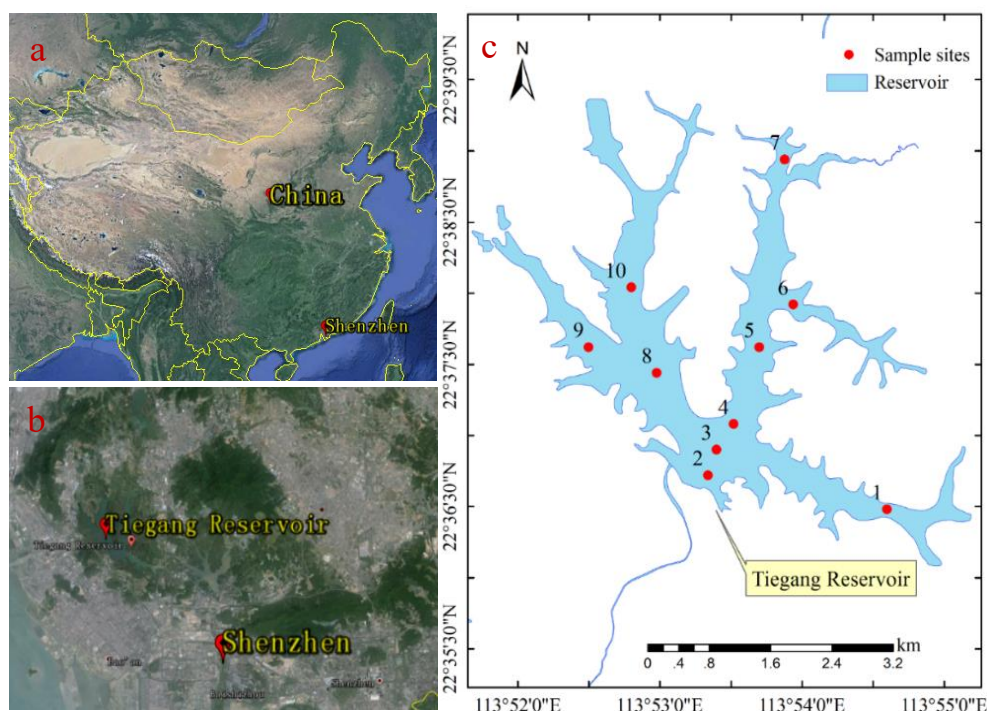 a
China
Shenzhen
b
Tiegang Reservoir
Tiegang Reservoir
Shenzhen
Shenzhen
c
N
Sample sites
Reservoir
7
10
6
9
5
8
4
3
2
1
Tiegang Reservoir
km
0 .4 .8 1.6 2.4 3.2
22°39'30"N
22°38'30"N
22°37'30"N
22°36'30"N
22°35'30"N
113°52'0"E 113°53'0"E 113°54'0"E 113°55'0"E